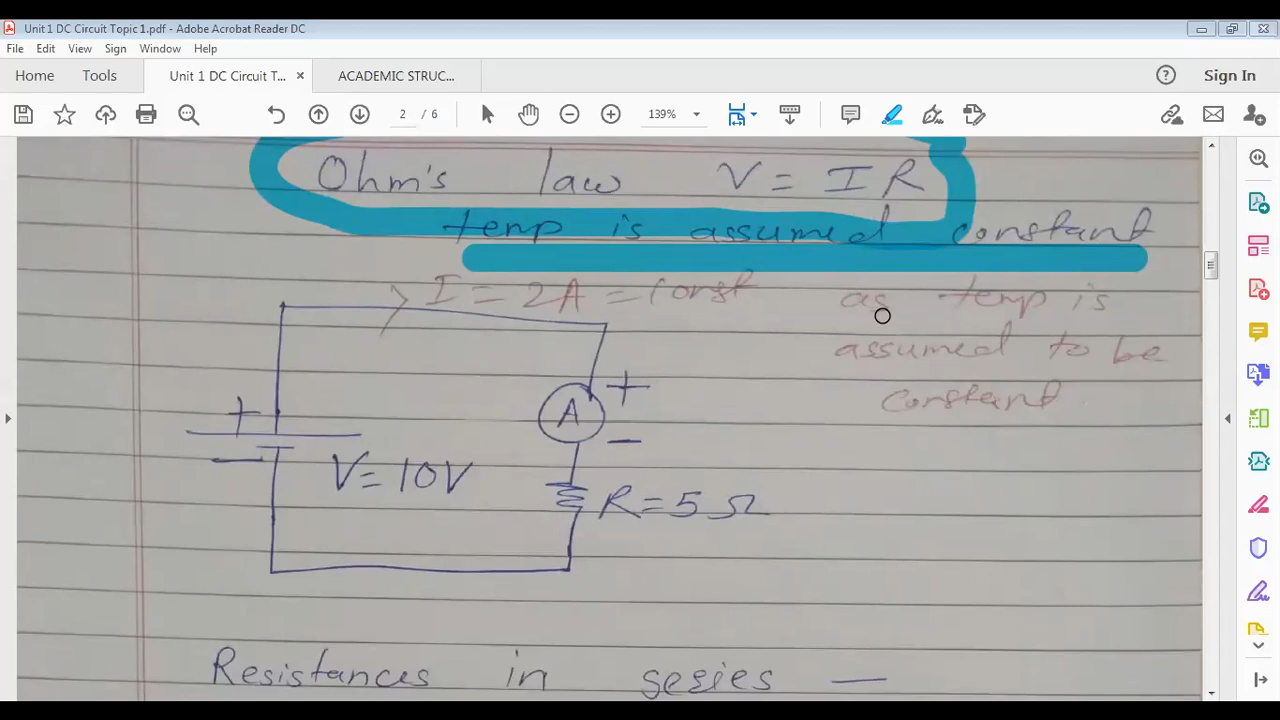 Unit 1 DC Circuit Topic 1.pdf - Adobe Acrobat Reader DC
File Edit View Sign Window Help
Home Tools Unit 1 DC Circuit T... × ACADEMIC STRUC... Sign In
2 / 6 139%
Ohm's law V = IR
temp is assumed constant
I = 2A = const as temp is
assumed to be
constant
+ A +
- -
V = 10V
R = 5 Ω
Resistances in series —